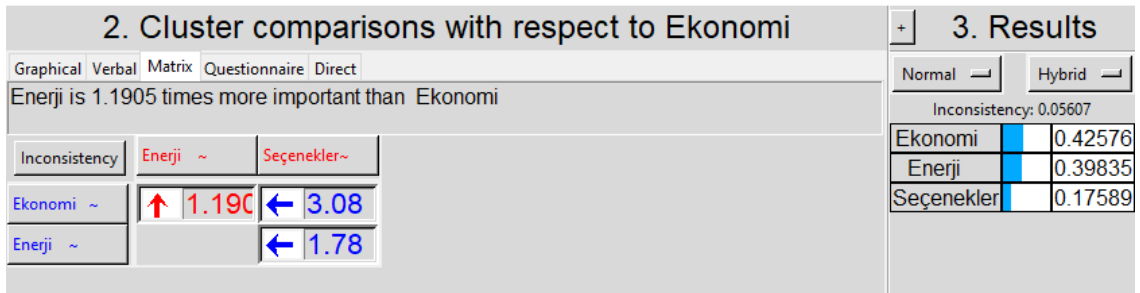 2. Cluster comparisons with respect to Ekonomi
+ 3. Results
Graphical Verbal Matrix Questionnaire Direct
Enerji is 1.1905 times more important than Ekonomi
Normal Hybrid
Inconsistency: 0.05607
Inconsistency Enerji ~ Seçenekler~
Ekonomi ~ 1.190 3.08
Enerji ~ 1.78
Ekonomi 0.42576
Enerji 0.39835
Seçenekler 0.17589